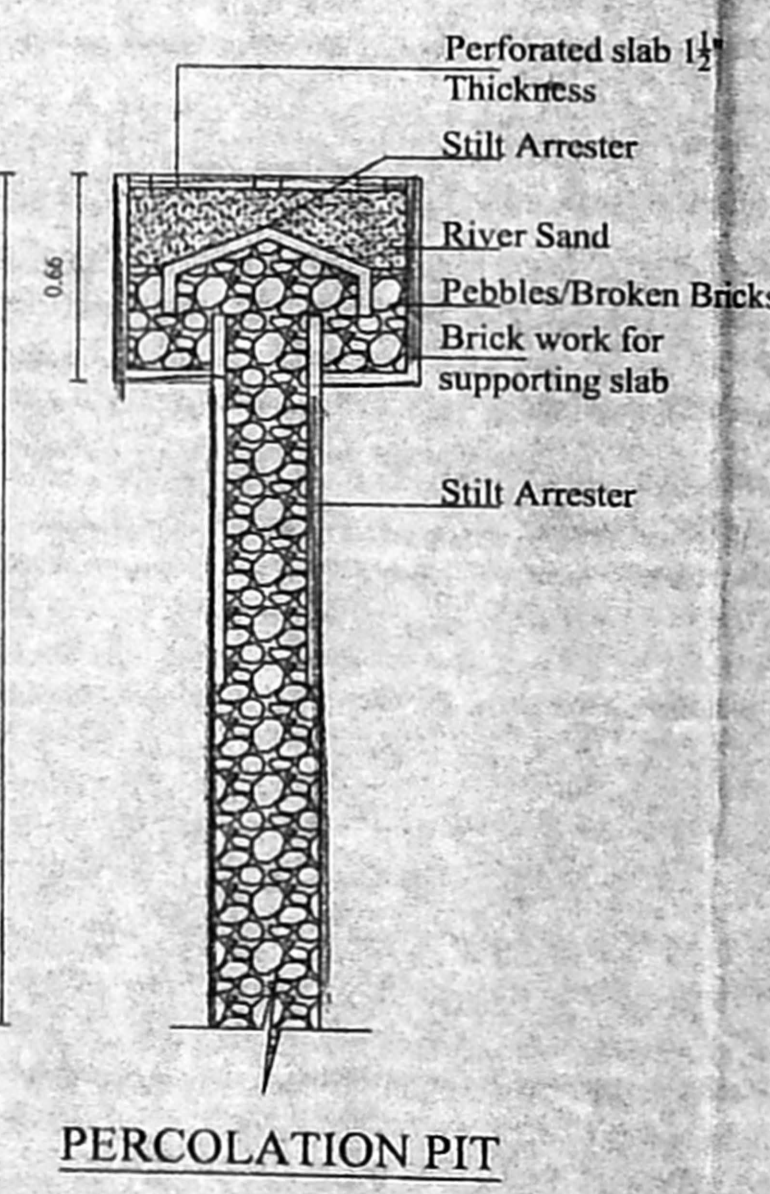 Perforated slab 1½"
Thickness
Stilt Arrester
River Sand
Pebbles/Broken Bricks
Brick work for
supporting slab
Stilt Arrester
0.66
PERCOLATION PIT